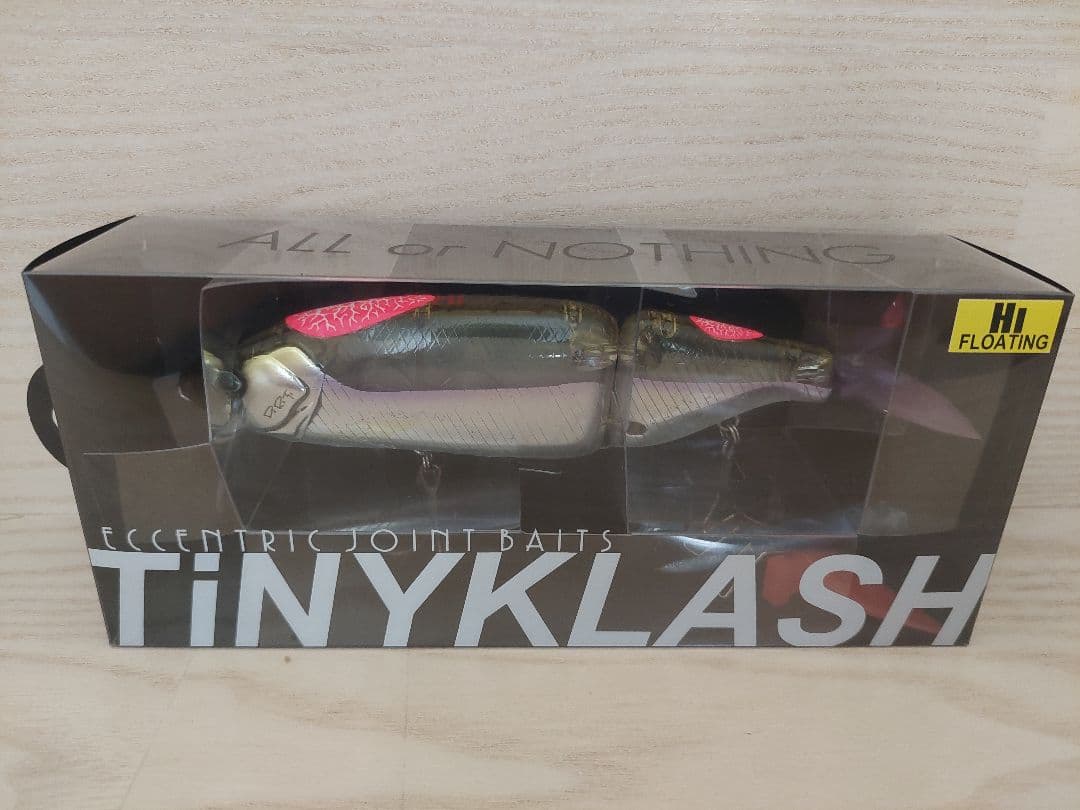 ALL or NOTHING
Hi
FLOATING
ECCENTRIC JOINT BAITS
TiNYKLASH